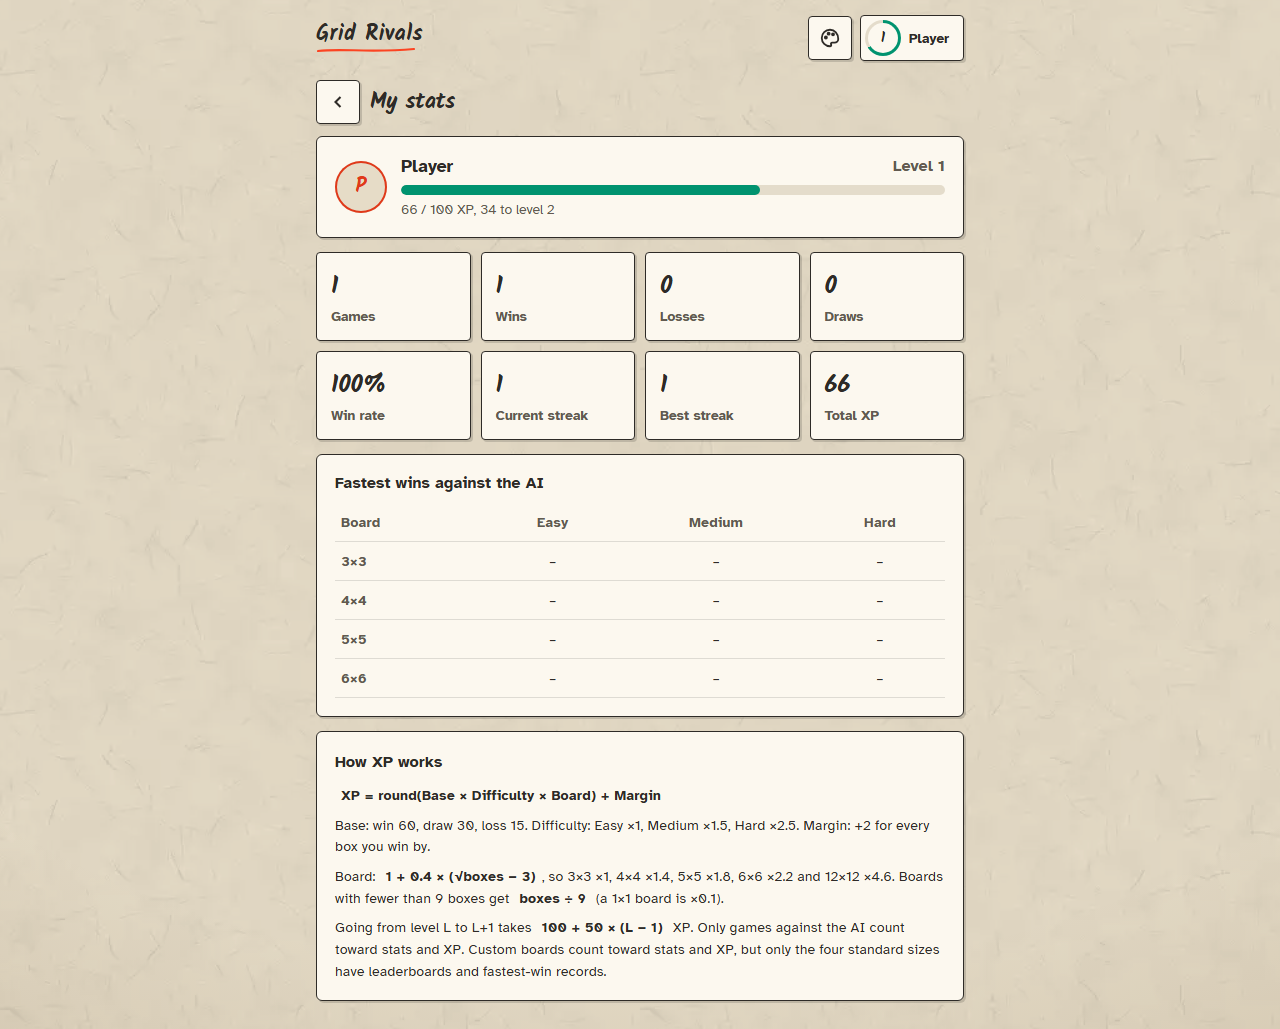 Grid Rivals
1 Player
My stats
P
Player
Level 1
66 / 100 XP, 34 to level 2
1
Games
1
Wins
0
Losses
0
Draws
100%
Win rate
1
Current streak
1
Best streak
66
Total XP
Fastest wins against the AI
Board Easy Medium Hard
3×3 – – –
4×4 – – –
5×5 – – –
6×6 – – –
How XP works
XP = round(Base × Difficulty × Board) + Margin
Base: win 60, draw 30, loss 15. Difficulty: Easy ×1, Medium ×1.5, Hard ×2.5. Margin: +2 for every
box you win by.
Board: 1 + 0.4 × (√boxes − 3) , so 3×3 ×1, 4×4 ×1.4, 5×5 ×1.8, 6×6 ×2.2 and 12×12 ×4.6. Boards
with fewer than 9 boxes get boxes ÷ 9 (a 1×1 board is ×0.1).
Going from level L to L+1 takes 100 + 50 × (L − 1) XP. Only games against the AI count
toward stats and XP. Custom boards count toward stats and XP, but only the four standard sizes
have leaderboards and fastest-win records.